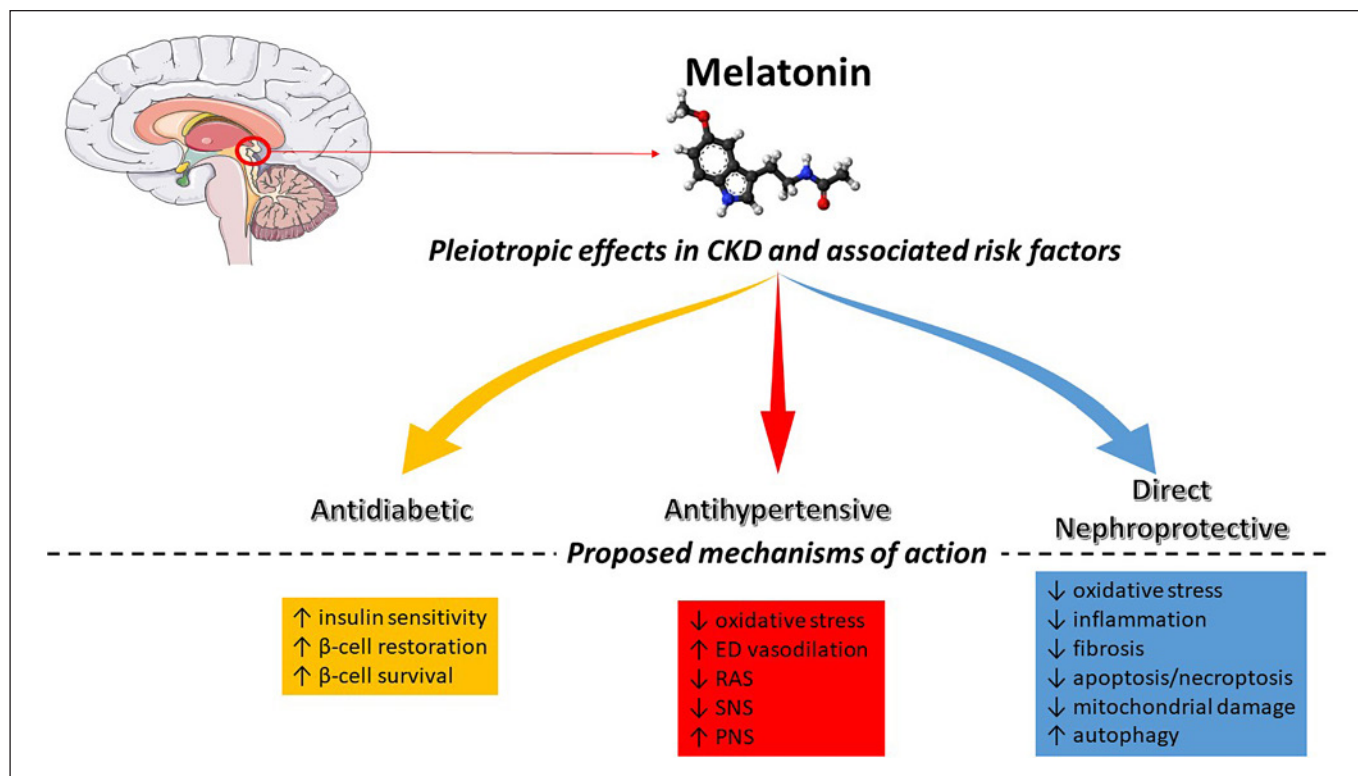 Melatonin
Pleiotropic effects in CKD and associated risk factors
Antidiabetic
Antihypertensive
Direct
Nephroprotective
Proposed mechanisms of action
↑ insulin sensitivity
↑ β-cell restoration
↑ β-cell survival
↓ oxidative stress
↑ ED vasodilation
↓ RAS
↓ SNS
↑ PNS
↓ oxidative stress
↓ inflammation
↓ fibrosis
↓ apoptosis/necroptosis
↓ mitochondrial damage
↑ autophagy